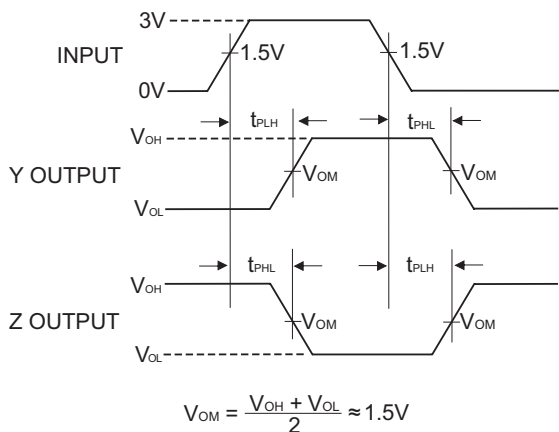 3V
INPUT
1.5V
1.5V
0V
tPLH
tPHL
VOH
Y OUTPUT
VOM
VOM
VOL
tPHL
tPLH
VOH
Z OUTPUT
VOM
VOM
VOL
VOM = VOH + VOL / 2 ≈ 1.5V